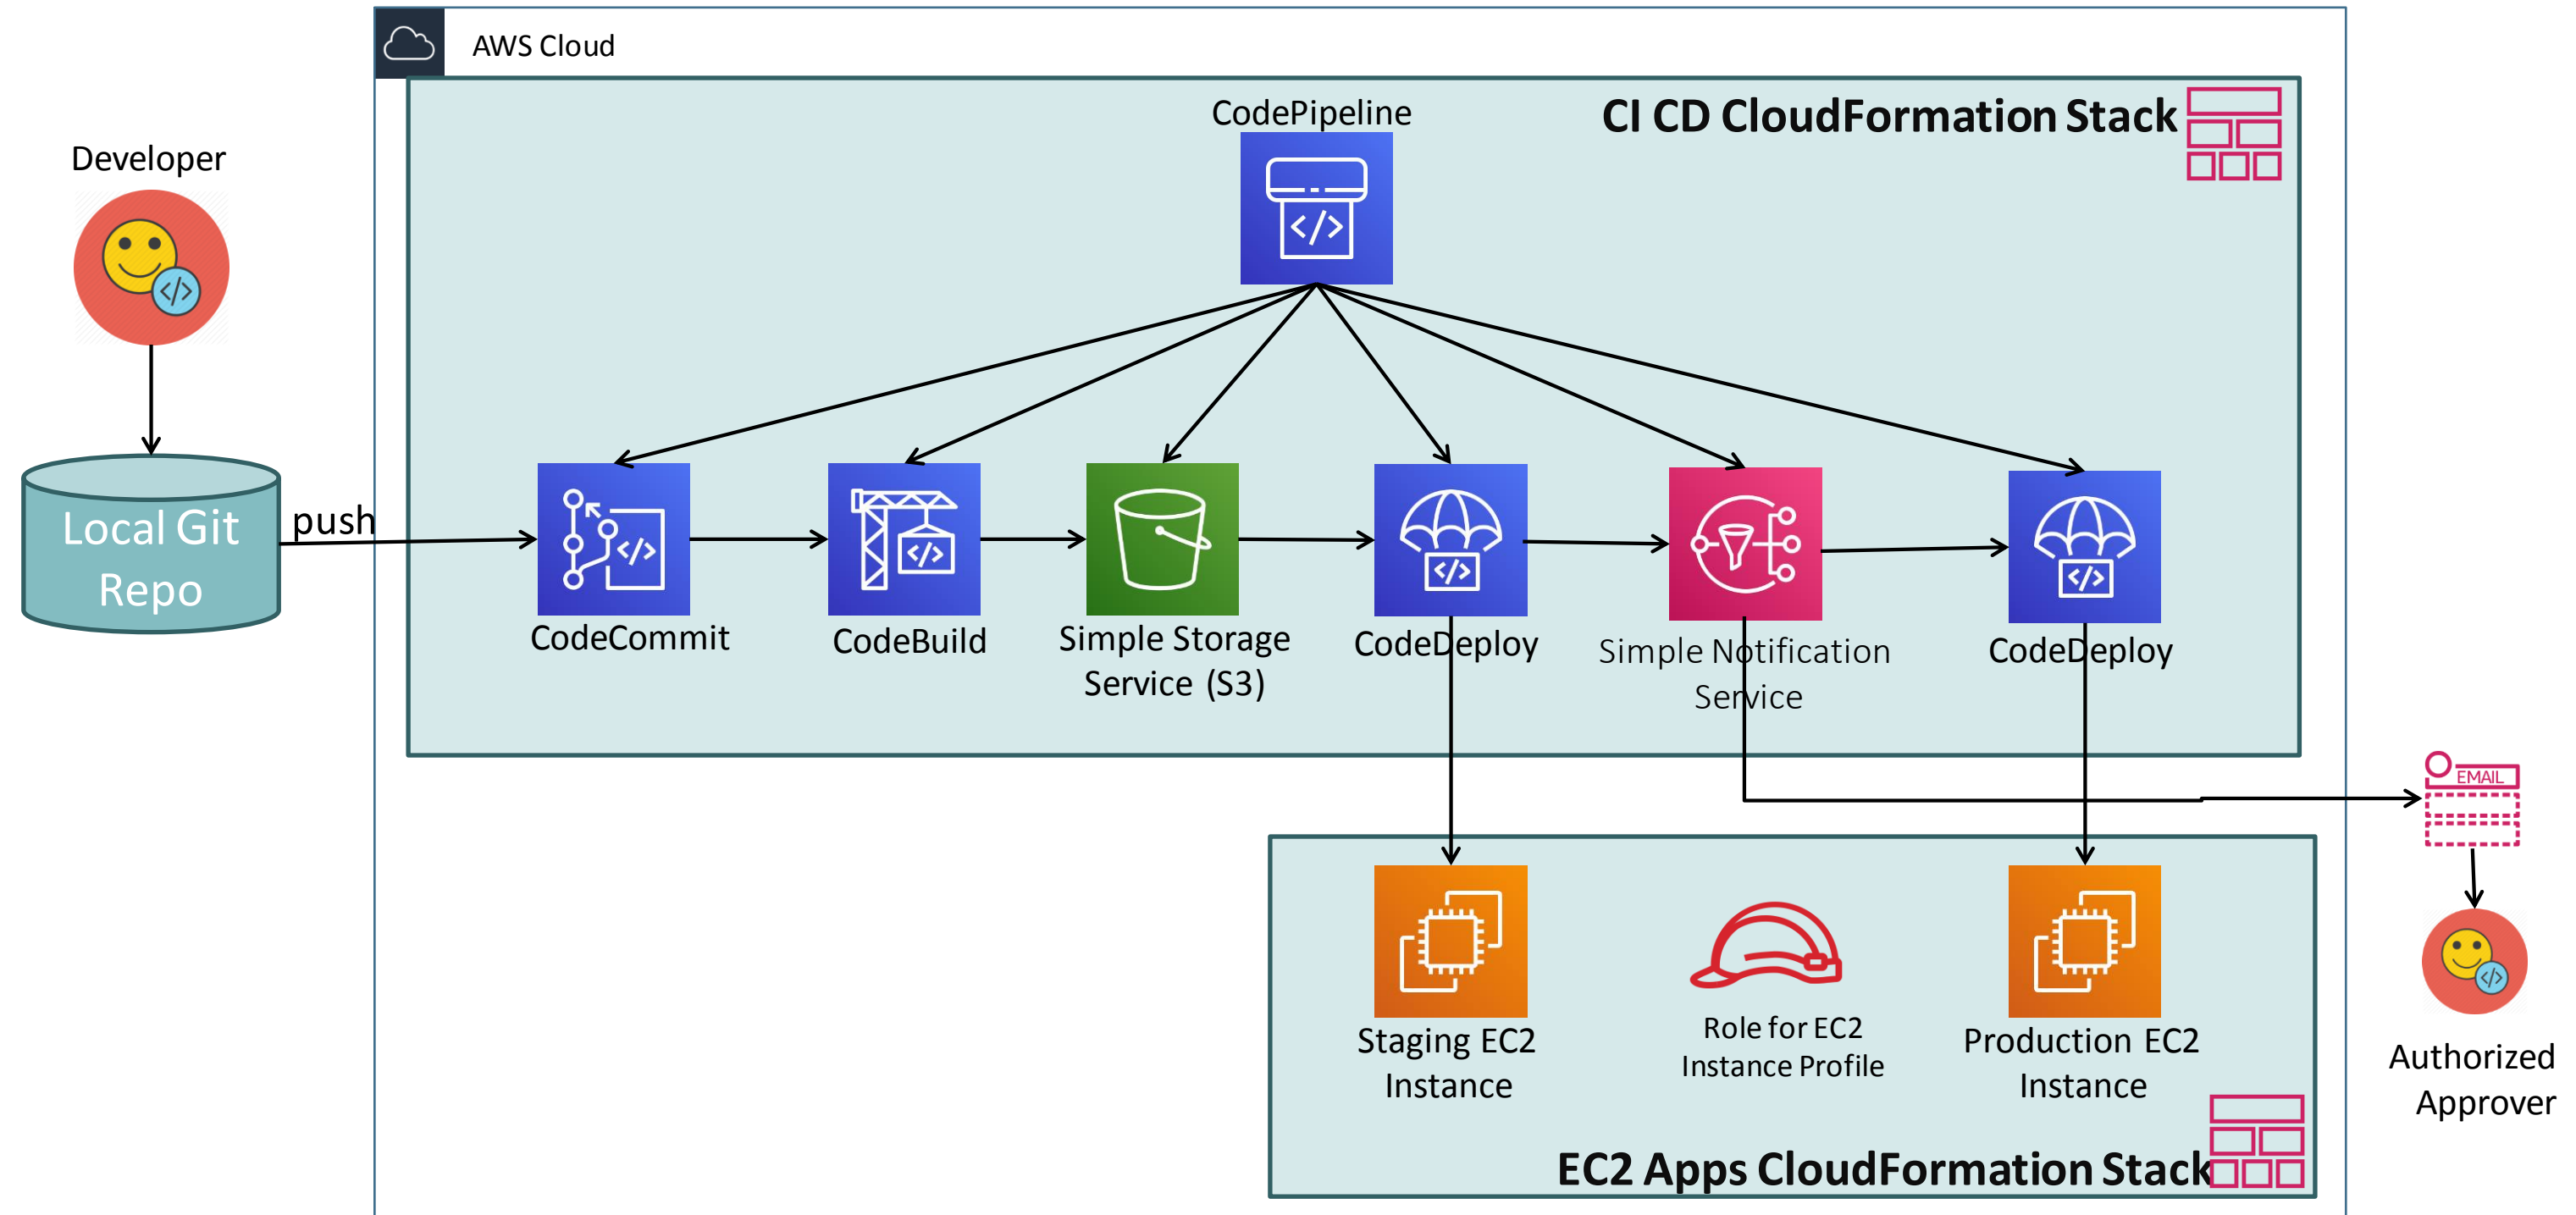 AWS Cloud
CodePipeline
CI CD CloudFormation Stack
Developer
Local Git
Repo
push
</>
CodeCommit
CodeBuild
Simple Storage
Service (S3)
CodeDeploy
Simple Notification
Service
CodeDeploy
EMAIL
Staging EC2
Instance
Role for EC2
Instance Profile
Production EC2
Instance
Authorized
Approver
EC2 Apps CloudFormation Stack